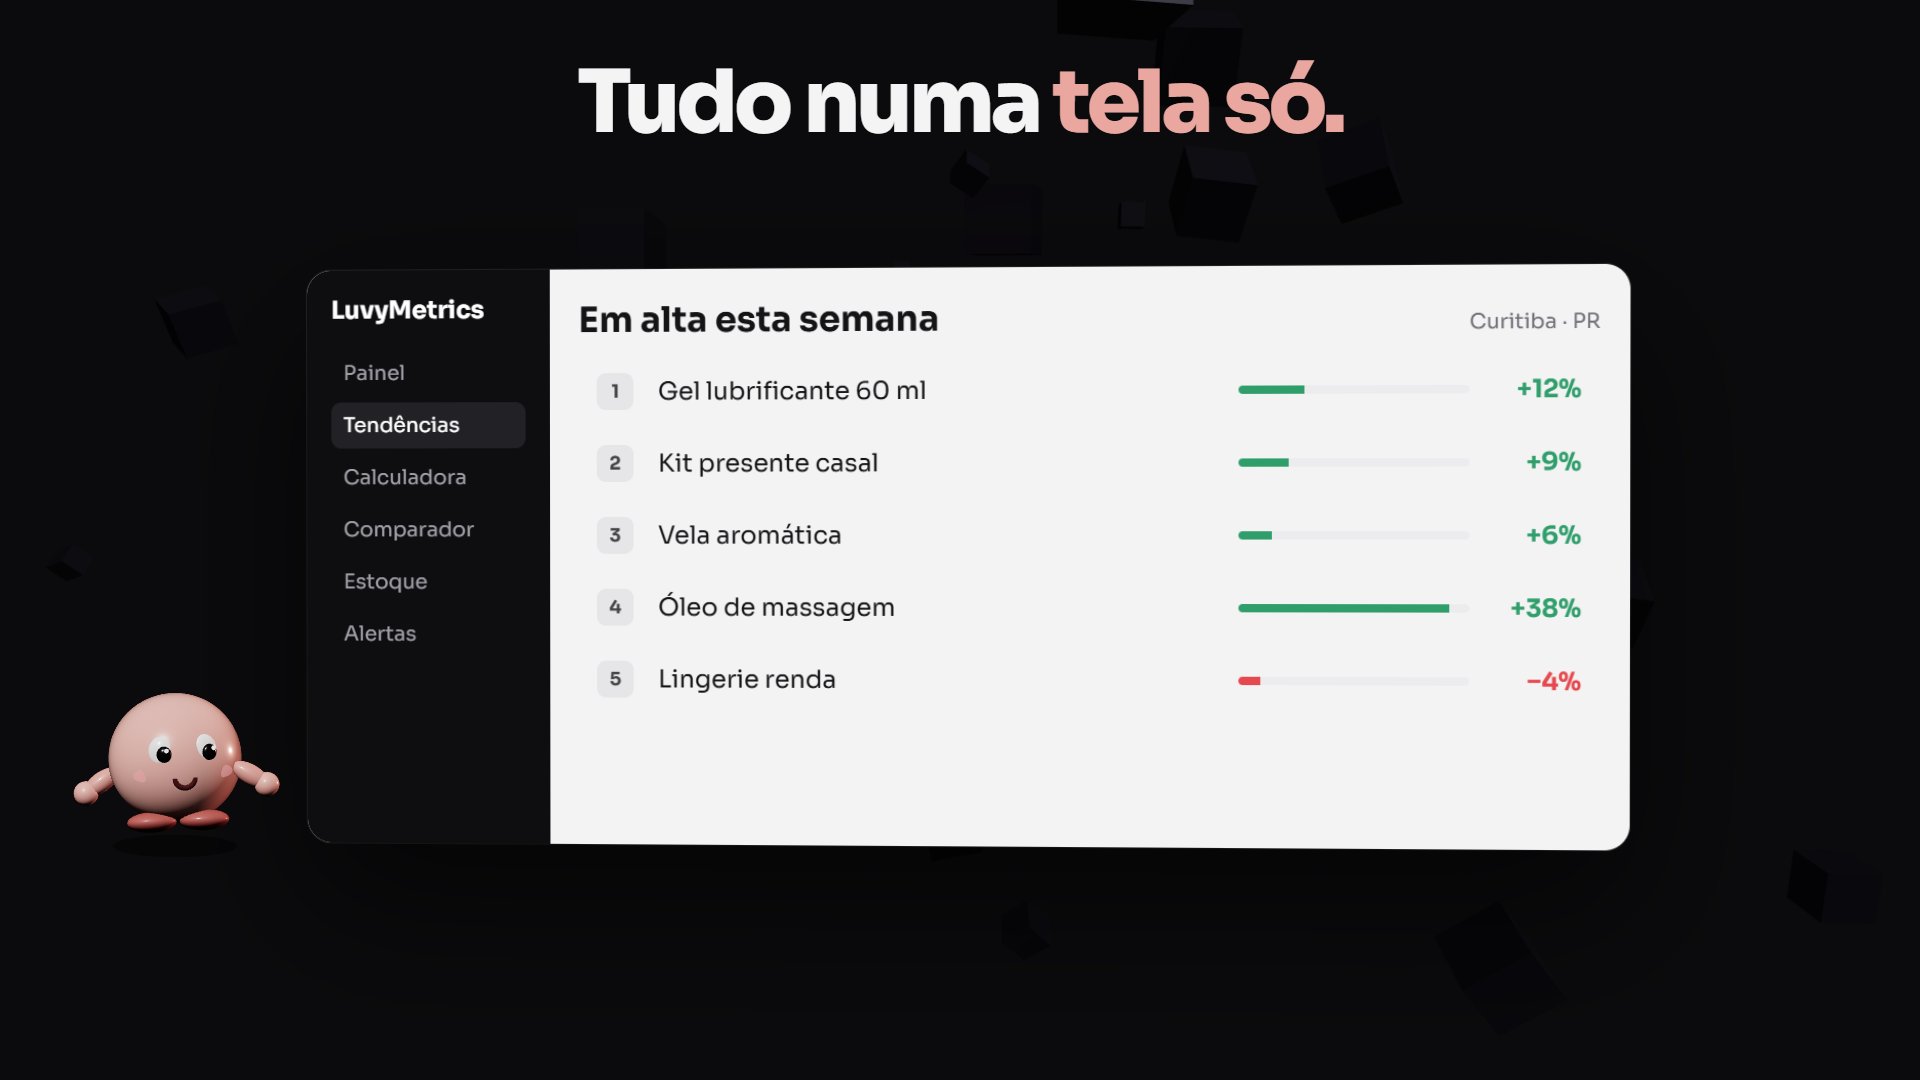 Tudo numa tela só.
LuvyMetrics
Painel
Tendências
Calculadora
Comparador
Estoque
Alertas
Em alta esta semana
Curitiba · PR
1 Gel lubrificante 60 ml +12%
2 Kit presente casal +9%
3 Vela aromática +6%
4 Óleo de massagem +38%
5 Lingerie renda −4%